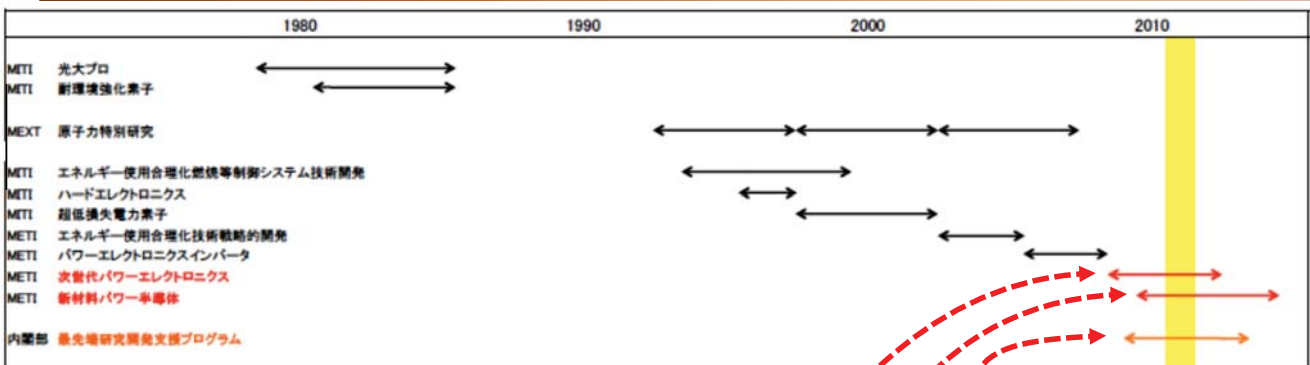 1980 1990 2000 2010
MITI 光大プロ
MITI 耐環境強化素子
MEXT 原子力特別研究
MITI エネルギー使用合理化燃焼等制御システム技術開発
MITI ハードエレクトロニクス
MITI 超低損失電力素子
METI エネルギー使用合理化技術戦略的開発
METI パワーエレクトロニクスインバータ
METI 次世代パワーエレクトロニクス
METI 新材料パワー半導体
内閣部 最先端研究開発支援プログラム